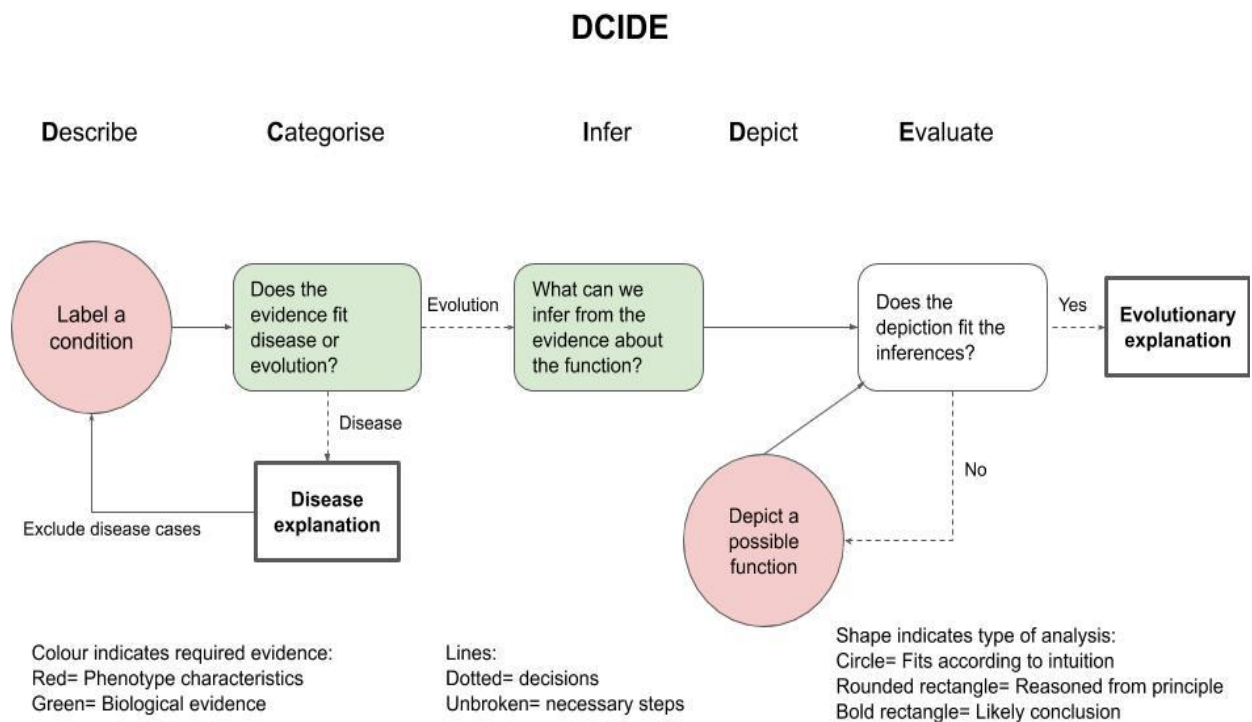 DCIDE
Describe
Categorise
Infer
Depict
Evaluate
Label a
condition
Does the
evidence fit
disease or
evolution?
Evolution
What can we
infer from the
evidence about
the function?
Does the
depiction fit the
inferences?
Yes
Evolutionary
explanation
Disease
Disease
explanation
Exclude disease cases
No
Depict a
possible
function
Colour indicates required evidence:
Red= Phenotype characteristics
Green= Biological evidence
Lines:
Dotted= decisions
Unbroken= necessary steps
Shape indicates type of analysis:
Circle= Fits according to intuition
Rounded rectangle= Reasoned from principle
Bold rectangle= Likely conclusion